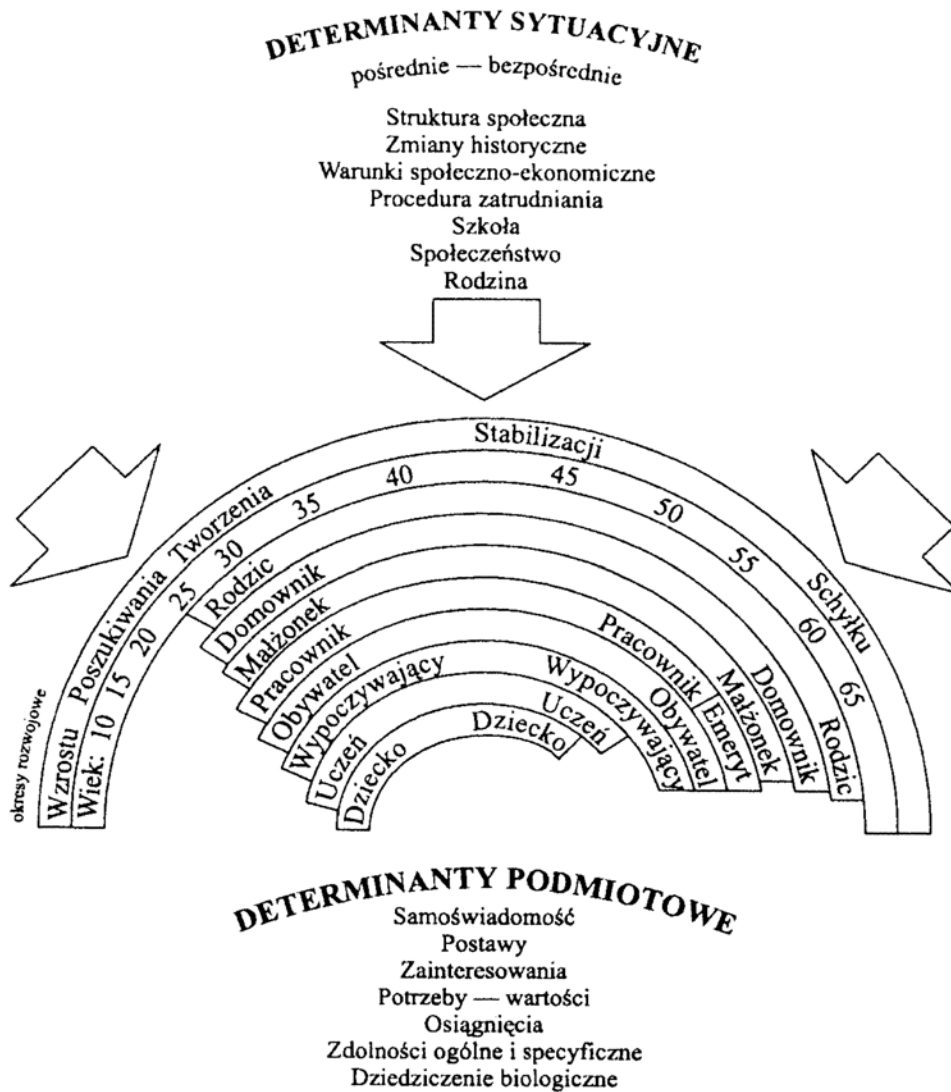 DETERMINANTY SYTUACYJNE
pośrednie — bezpośrednie
Struktura społeczna
Zmiany historyczne
Warunki społeczno-ekonomiczne
Procedura zatrudniania
Szkoła
Społeczeństwo
Rodzina
okresy rozwojowe
Wzrostu Poszukiwania Tworzenia Stabilizacji Schyłku
Wiek: 10 15 20 25 30 35 40 45 50 55 60 65
Rodzic Rodzic
Domownik Domownik
Małżonek Małżonek
Pracownik Pracownik Emeryt
Obywatel Obywatel
Wypoczywający Wypoczywający
Uczeń Uczeń
Dziecko Dziecko
DETERMINANTY PODMIOTOWE
Samoświadomość
Postawy
Zainteresowania
Potrzeby — wartości
Osiągnięcia
Zdolności ogólne i specyficzne
Dziedziczenie biologiczne